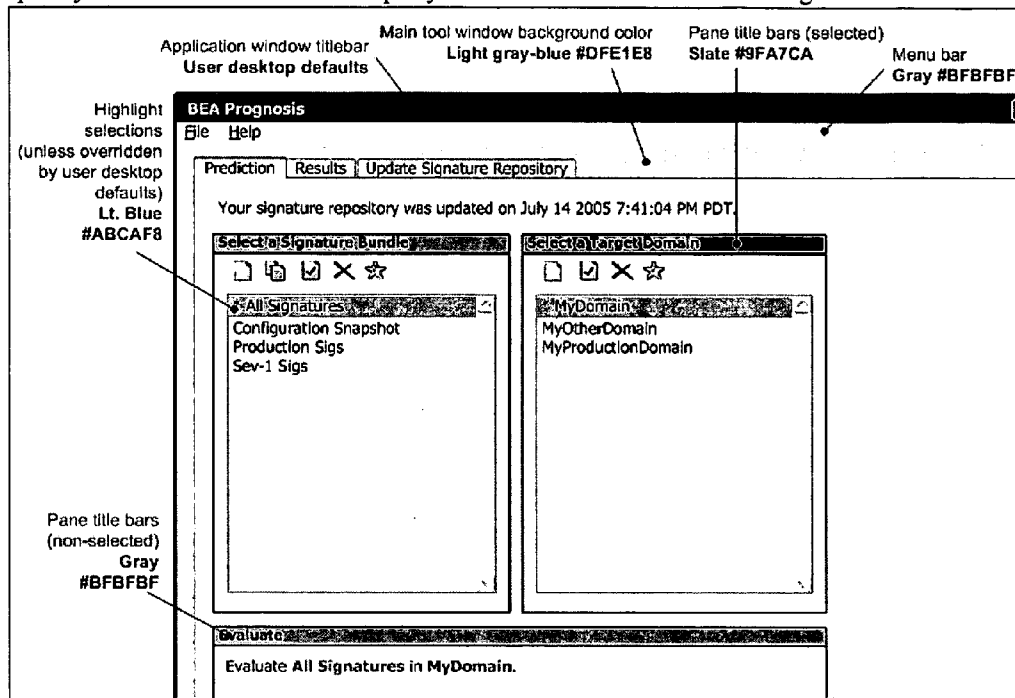 Application window titlebar
User desktop defaults
Main tool window background color
Light gray-blue #DFE1E8
Pane title bars (selected)
Slate #9FA7CA
Menu bar
Gray #BFBFBF
Highlight
selections
(unless overridden
by user desktop
defaults)
Lt. Blue
#ABCAF8
BEA Prognosis
File Help
Prediction Results Update Signature Repository
Your signature repository was updated on July 14 2005 7:41:04 PM PDT.
Select a Signature Bundle
All Signatures
Configuration Snapshot
Production Sigs
Sev-1 Sigs
Select a Target Domain
MyDomain
MyOtherDomain
MyProductionDomain
Pane title bars
(non-selected)
Gray
#BFBFBF
Evaluate
Evaluate All Signatures in MyDomain.